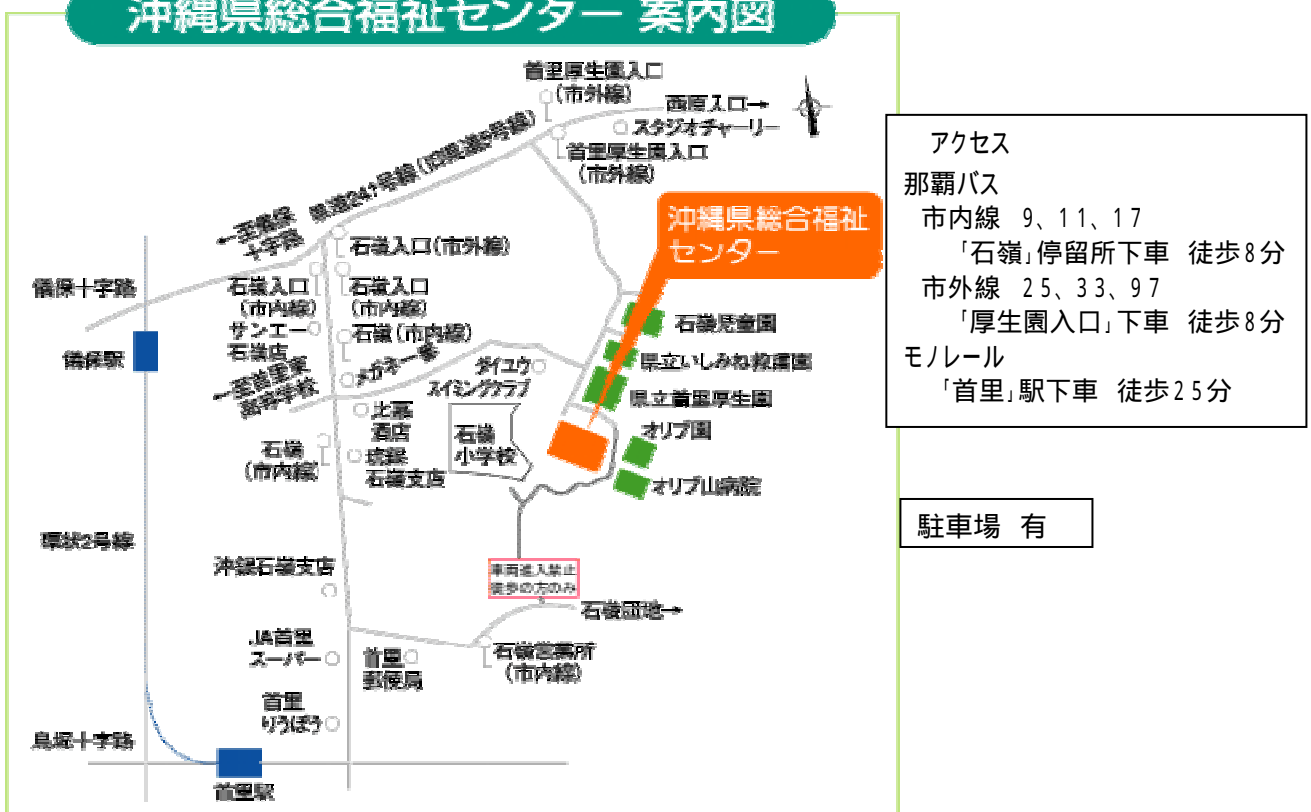 沖縄県総合福祉センター 案内図
首里厚生園入口
(市外線)
西原入口→
スタジオチャーリー
首里厚生園入口
(市外線)
県道241号線(旧県道5号線)
←至儀保
十字路
石嶺入口(市外線)
沖縄県総合福祉
センター
儀保十字路
石嶺入口
(市内線)
石嶺入口
(市内線)
サンエー
石嶺店
石嶺(市内線)
石嶺児童園
儀保駅
メガネ一番
ダイユウ
スイミングクラブ
県立いしみね救護園
←至首里東
高等学校
県立首里厚生園
比嘉
酒店
石嶺
小学校
オリブ園
石嶺
(市内線)
琉銀
石嶺支店
オリブ山病院
環状2号線
沖銀石嶺支店
車両進入禁止
徒歩の方のみ
石嶺団地→
JA首里
スーパー
首里
郵便局
石嶺営業所
(市内線)
首里
りうぼう
鳥堀十字路
首里駅
アクセス
那覇バス
市内線 9、11、17
「石嶺」停留所下車 徒歩8分
市外線 25、33、97
「厚生園入口」下車 徒歩8分
モノレール
「首里」駅下車 徒歩25分
駐車場 有